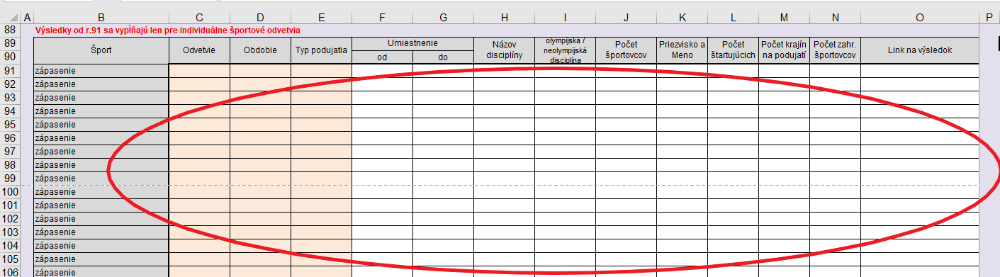 A B C D E F G H I J K L M N O P
88 Výsledky od r.91 sa vypĺňajú len pre individuálne športové odvetvia
89 Šport Odvetvie Obdobie Typ podujatia Umiestnenie Názov disciplíny olympijská / neolympijská disciplína Počet športovcov Priezvisko a Meno Počet štartujúcich Počet krajín na podujatí Počet zahr. športovcov Link na výsledok
90 od do
91 zápasenie
92 zápasenie
93 zápasenie
94 zápasenie
95 zápasenie
96 zápasenie
97 zápasenie
98 zápasenie
99 zápasenie
100 zápasenie
101 zápasenie
102 zápasenie
103 zápasenie
104 zápasenie
105 zápasenie
106 zápasenie